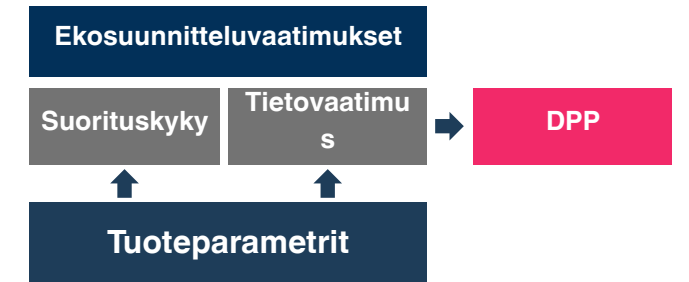 Ekosuunnitteluvaatimukset
Suorituskyky
Tietovaatimu
s
DPP
Tuoteparametrit